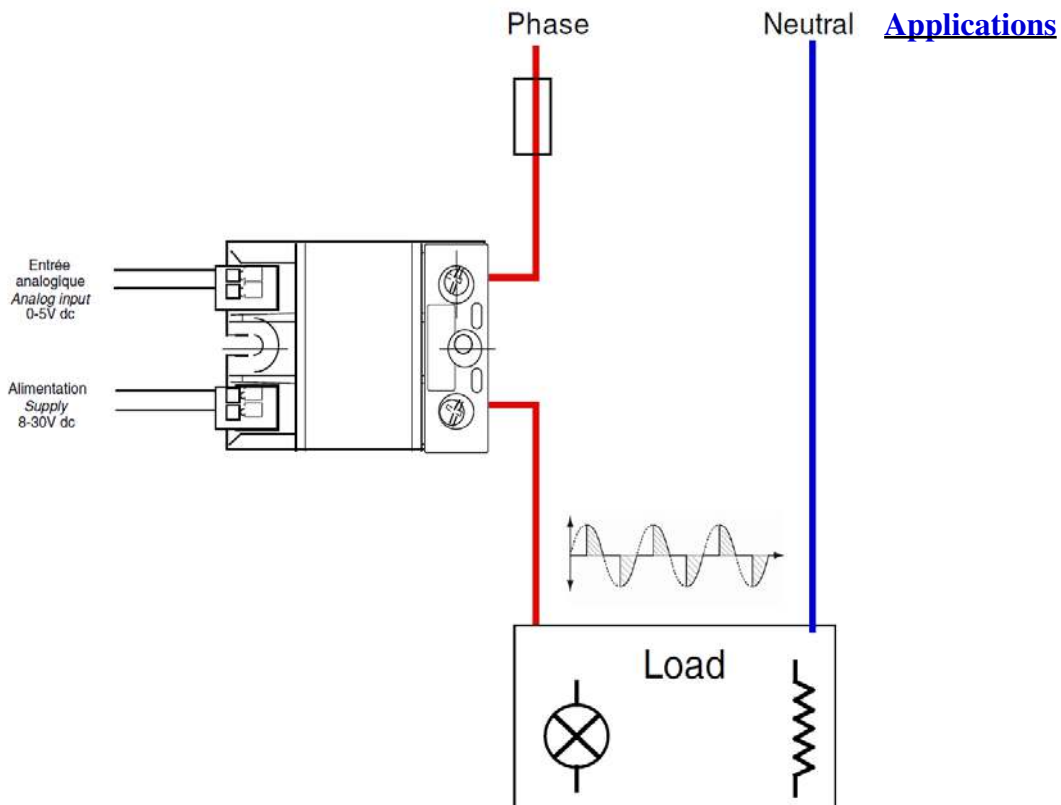 Phase
Neutral
Applications
Entrée
analogique
Analog input
0-5V dc
Alimentation
Supply
8-30V dc
Load